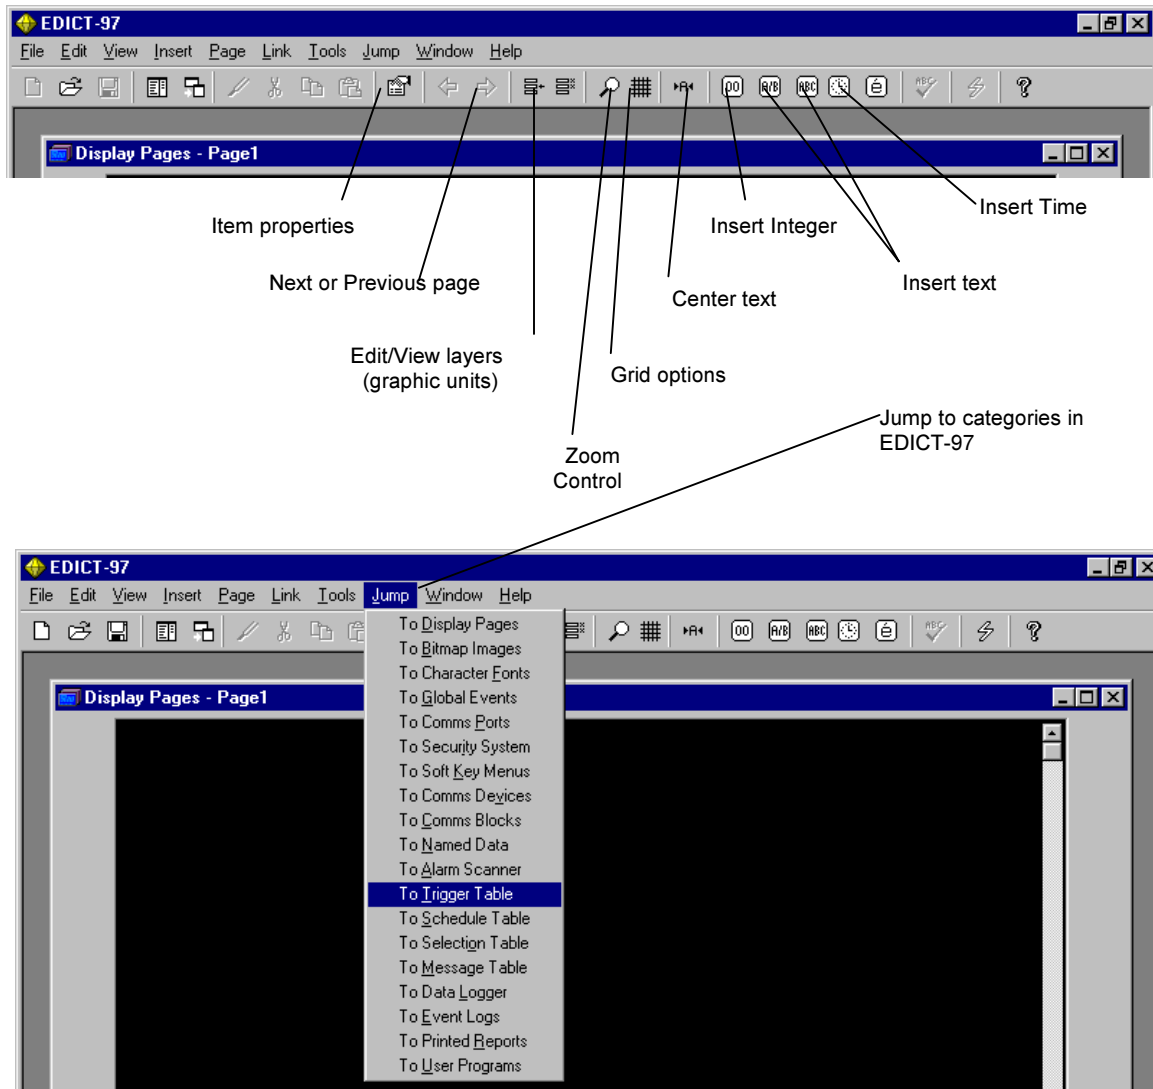 EDICT-97
File Edit View Insert Page Link Tools Jump Window Help
00 A/B ABC é ABC ?
A
Display Pages - Page1
Item properties
Insert Integer
Insert Time
Next or Previous page
Center text
Insert text
Edit/View layers
(graphic units)
Grid options
Jump to categories in
EDICT-97
Zoom
Control
EDICT-97
File Edit View Insert Page Link Tools Jump Window Help
A 00 A/B ABC é ABC ?
Display Pages - Page1
To Display Pages
To Bitmap Images
To Character Fonts
To Global Events
To Comms Ports
To Security System
To Soft Key Menus
To Comms Devices
To Comms Blocks
To Named Data
To Alarm Scanner
To Trigger Table
To Schedule Table
To Selection Table
To Message Table
To Data Logger
To Event Logs
To Printed Reports
To User Programs